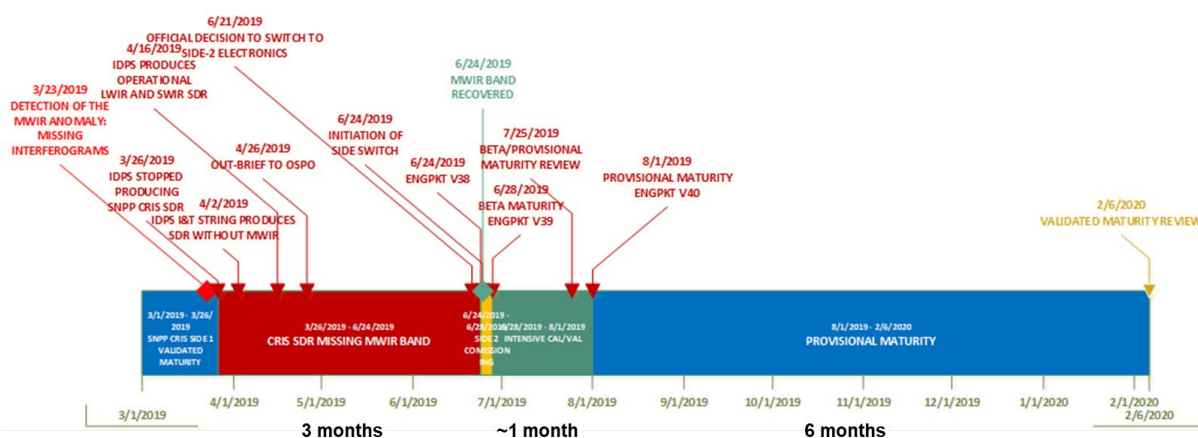 6/21/2019
OFFICIAL DECISION TO SWITCH TO
SIDE-2 ELECTRONICS
4/16/2019
IDPS PRODUCES
OPERATIONAL
LWIR AND SWIR SDR
6/24/2019
MWIR BAND
RECOVERED
3/23/2019
DETECTION OF THE
MWIR ANOMALY:
MISSING
INTERFEROGRAMS
6/24/2019
INITIATION OF
SIDE SWITCH
7/25/2019
BETA/PROVISIONAL
MATURITY REVIEW
4/26/2019
OUT-BRIEF TO OSPO
3/26/2019
IDPS STOPPED
PRODUCING
SNPP CRIS SDR
6/24/2019
ENGPKT V38
8/1/2019
PROVISIONAL MATURITY
ENGPKT V40
6/28/2019
BETA MATURITY
ENGPKT V39
4/2/2019
IDPS I&T STRING PRODUCES
SDR WITHOUT MWIR
2/6/2020
VALIDATED MATURITY REVIEW
3/1/2019 - 3/26/
2019
SNPP CRIS SIDE 1
VALIDATED
MATURITY
3/26/2019 - 6/24/2019
CRIS SDR MISSING MWIR BAND
6/24/2019 -
6/28/2019
SIDE 2
COMISSION
ING
6/28/2019 - 8/1/2019
INTENSIVE CAL/VAL
8/1/2019 - 2/6/2020
PROVISIONAL MATURITY
3/1/2019
4/1/2019
5/1/2019
6/1/2019
7/1/2019
8/1/2019
9/1/2019
10/1/2019
11/1/2019
12/1/2019
1/1/2020
2/1/2020
2/6/2020
3 months
~1 month
6 months